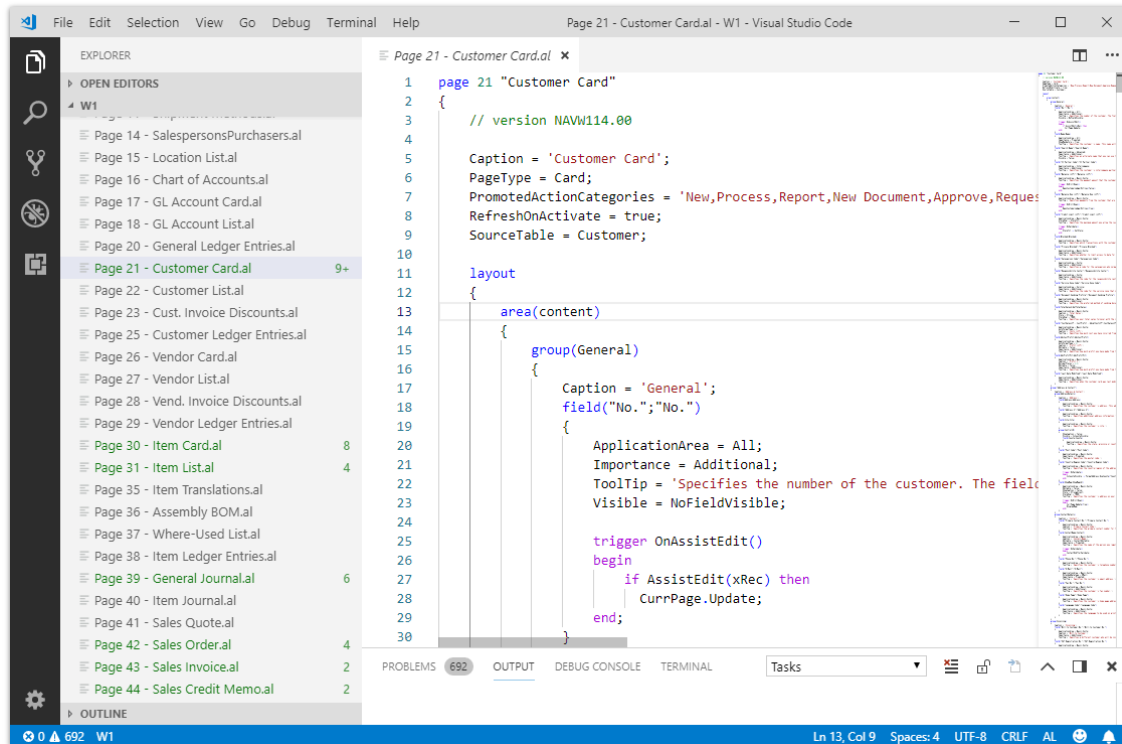 File Edit Selection View Go Debug Terminal Help Page 21 - Customer Card.al - W1 - Visual Studio Code
EXPLORER
OPEN EDITORS
W1
Page 14 - SalespersonsPurchasers.al
Page 15 - Location List.al
Page 16 - Chart of Accounts.al
Page 17 - GL Account Card.al
Page 18 - GL Account List.al
Page 20 - General Ledger Entries.al
Page 21 - Customer Card.al 9+
Page 22 - Customer List.al
Page 23 - Cust. Invoice Discounts.al
Page 25 - Customer Ledger Entries.al
Page 26 - Vendor Card.al
Page 27 - Vendor List.al
Page 28 - Vend. Invoice Discounts.al
Page 29 - Vendor Ledger Entries.al
Page 30 - Item Card.al 8
Page 31 - Item List.al 4
Page 35 - Item Translations.al
Page 36 - Assembly BOM.al
Page 37 - Where-Used List.al
Page 38 - Item Ledger Entries.al
Page 39 - General Journal.al 6
Page 40 - Item Journal.al
Page 41 - Sales Quote.al
Page 42 - Sales Order.al 4
Page 43 - Sales Invoice.al 2
Page 44 - Sales Credit Memo.al 2
OUTLINE
Page 21 - Customer Card.al
1 page 21 "Customer Card"
2 {
3 // version NAVW114.00
4
5 Caption = 'Customer Card';
6 PageType = Card;
7 PromotedActionCategories = 'New,Process,Report,New Document,Approve,Reques
8 RefreshOnActivate = true;
9 SourceTable = Customer;
10
11 layout
12 {
13 area(content)
14 {
15 group(General)
16 {
17 Caption = 'General';
18 field("No.";"No.")
19 {
20 ApplicationArea = All;
21 Importance = Additional;
22 ToolTip = 'Specifies the number of the customer. The field
23 Visible = NoFieldVisible;
24
25 trigger OnAssistEdit()
26 begin
27 if AssistEdit(xRec) then
28 CurrPage.Update;
29 end;
30 }
PROBLEMS 692 OUTPUT DEBUG CONSOLE TERMINAL Tasks
0 692 W1 Ln 13, Col 9 Spaces: 4 UTF-8 CRLF AL